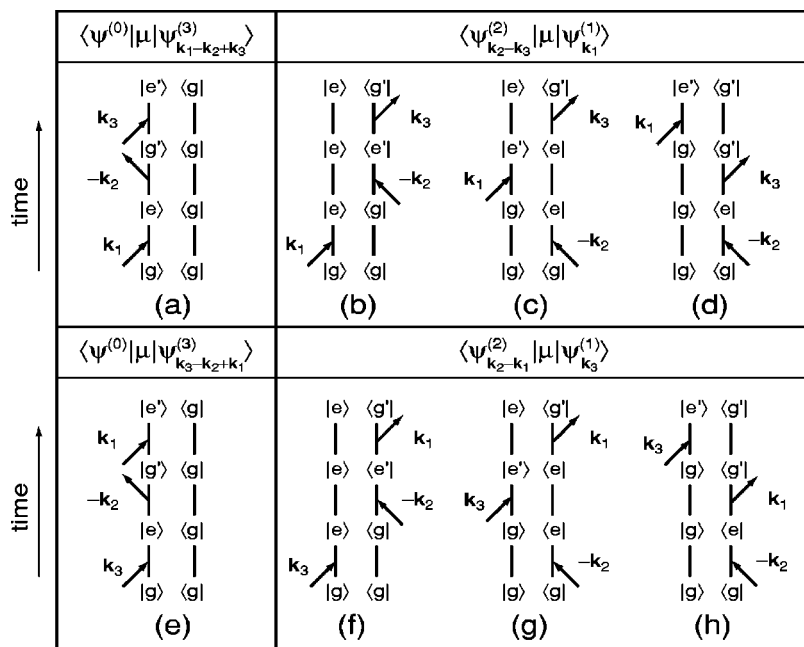 ⟨ψ⁽⁰⁾|μ|ψ⁽³⁾ₖ₁₋ₖ₂₊ₖ₃⟩ ⟨ψ⁽²⁾ₖ₂₋ₖ₃|μ|ψ⁽¹⁾ₖ₁⟩
time
|e'⟩ ⟨g| |e⟩ ⟨g'| |e⟩ ⟨g'| |e'⟩ ⟨g'|
k₃ k₃ k₃ k₁
|g'⟩ ⟨g| |e⟩ ⟨e'| |e'⟩ ⟨e| |g⟩ ⟨g'|
−k₂ −k₂ k₁ k₃
|e⟩ ⟨g| |e⟩ ⟨g| |g⟩ ⟨e| |g⟩ ⟨e|
k₁ k₁ −k₂ −k₂
|g⟩ ⟨g| |g⟩ ⟨g| |g⟩ ⟨g| |g⟩ ⟨g|
(a) (b) (c) (d)
⟨ψ⁽⁰⁾|μ|ψ⁽³⁾ₖ₃₋ₖ₂₊ₖ₁⟩ ⟨ψ⁽²⁾ₖ₂₋ₖ₁|μ|ψ⁽¹⁾ₖ₃⟩
time
|e'⟩ ⟨g| |e⟩ ⟨g'| |e⟩ ⟨g'| |e'⟩ ⟨g'|
k₁ k₁ k₁ k₃
|g'⟩ ⟨g| |e⟩ ⟨e'| |e'⟩ ⟨e| |g⟩ ⟨g'|
−k₂ −k₂ k₃ k₁
|e⟩ ⟨g| |e⟩ ⟨g| |g⟩ ⟨e| |g⟩ ⟨e|
k₃ k₃ −k₂ −k₂
|g⟩ ⟨g| |g⟩ ⟨g| |g⟩ ⟨g| |g⟩ ⟨g|
(e) (f) (g) (h)